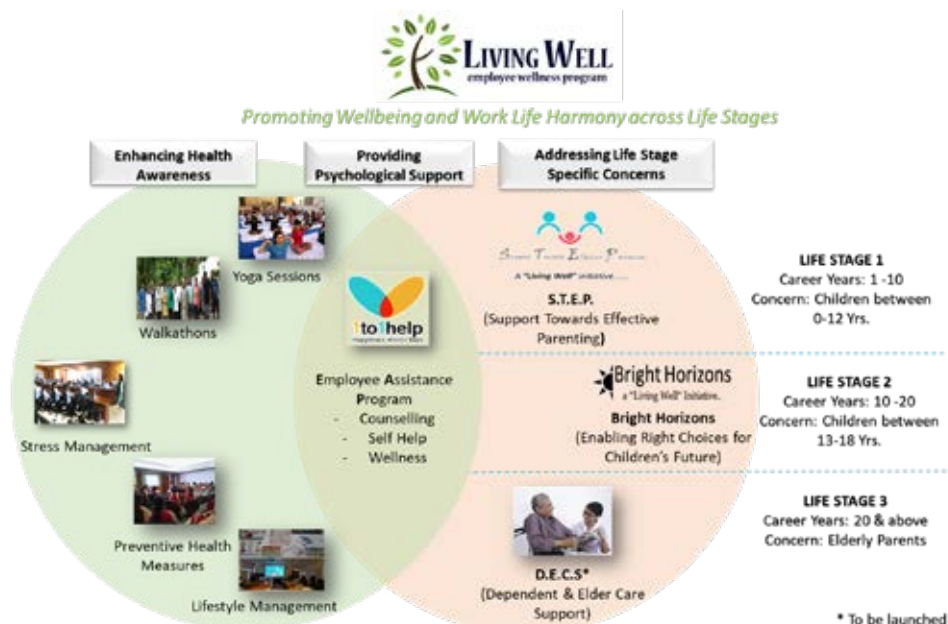 LIVING WELL
employee wellness program
Promoting Wellbeing and Work Life Harmony across Life Stages
Enhancing Health
Awareness
Providing
Psychological Support
Addressing Life Stage
Specific Concerns
Yoga Sessions
Walkathons
Stress Management
Preventive Health
Measures
Lifestyle Management
1to1help
Employee Assistance
Program
- Counselling
- Self Help
- Wellness
A "Living Well" initiative......
S.T.E.P.
(Support Towards Effective
Parenting)
Bright Horizons
a "Living Well" Initiative.
Bright Horizons
(Enabling Right Choices for
Children's Future)
D.E.C.S*
(Dependent & Elder Care
Support)
LIFE STAGE 1
Career Years: 1 -10
Concern: Children between
0-12 Yrs.
LIFE STAGE 2
Career Years: 10 -20
Concern: Children between
13-18 Yrs.
LIFE STAGE 3
Career Years: 20 & above
Concern: Elderly Parents
* To be launched